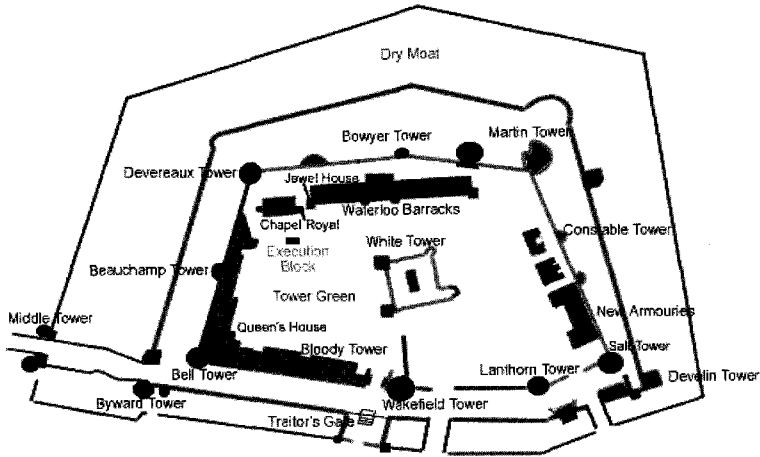 Dry Moat
Bowyer Tower
Martin Tower
Devereaux Tower
Jewel House
Waterloo Barracks
Chapel Royal
Constable Tower
White Tower
Execution
Block
Beauchamp Tower
Tower Green
Middle Tower
New Armouries
Queen's House
Bloody Tower
Salt Tower
Bell Tower
Lanthorn Tower
Develin Tower
Byward Tower
Wakefield Tower
Traitor's Gate